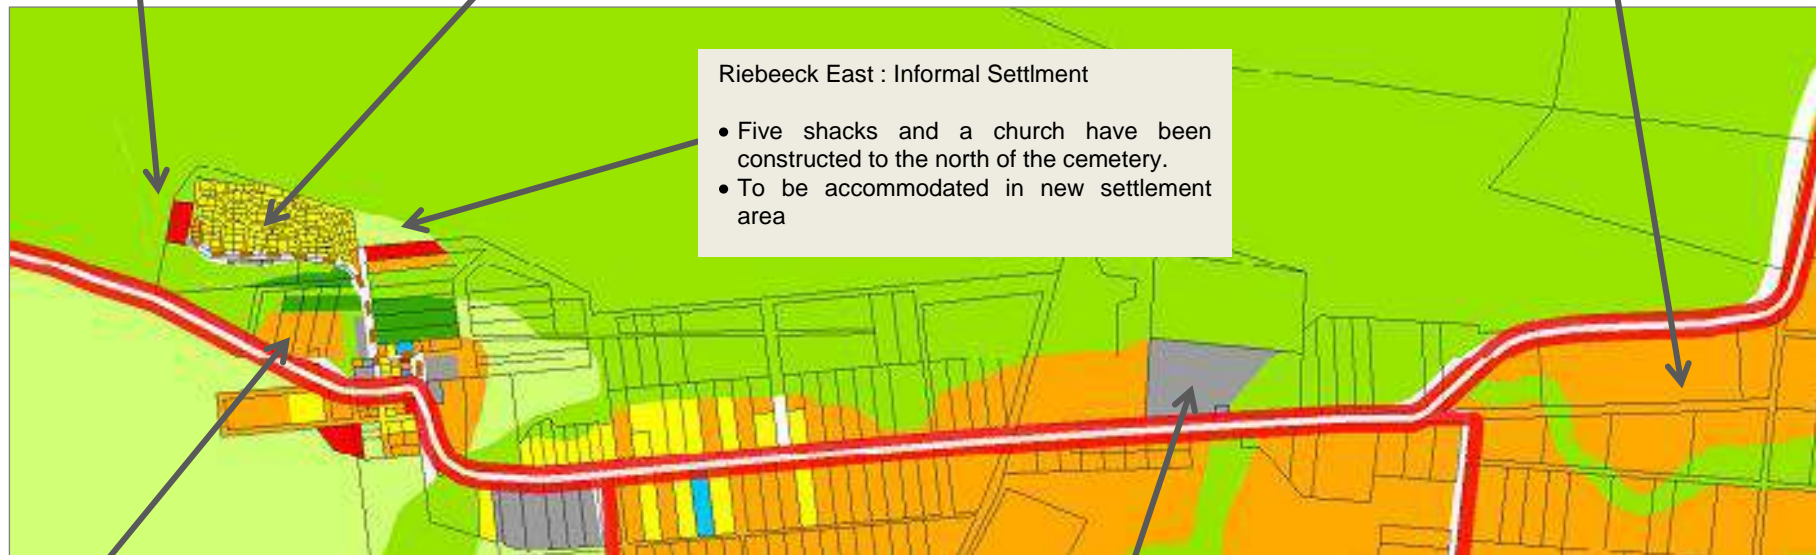 Riebeeck East : Informal Settlment
• Five shacks and a church have been
constructed to the north of the cemetery.
• To be accommodated in new settlement
area